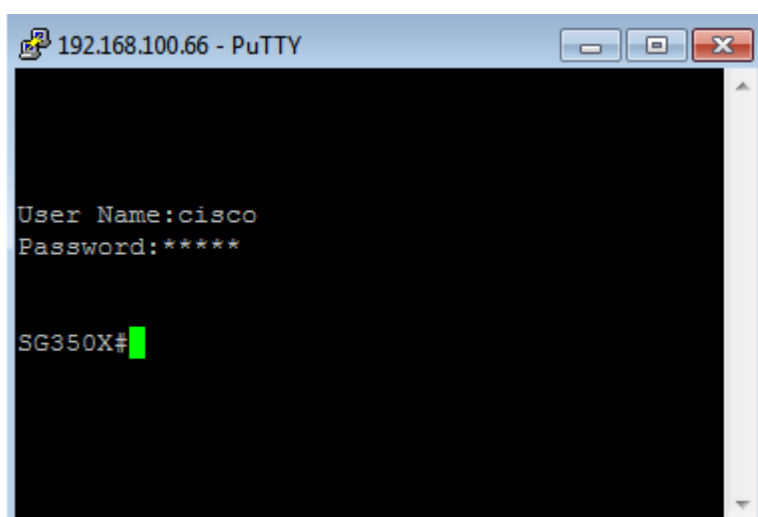 192.168.100.66 - PuTTY
User Name:cisco
Password:*****
SG350X#